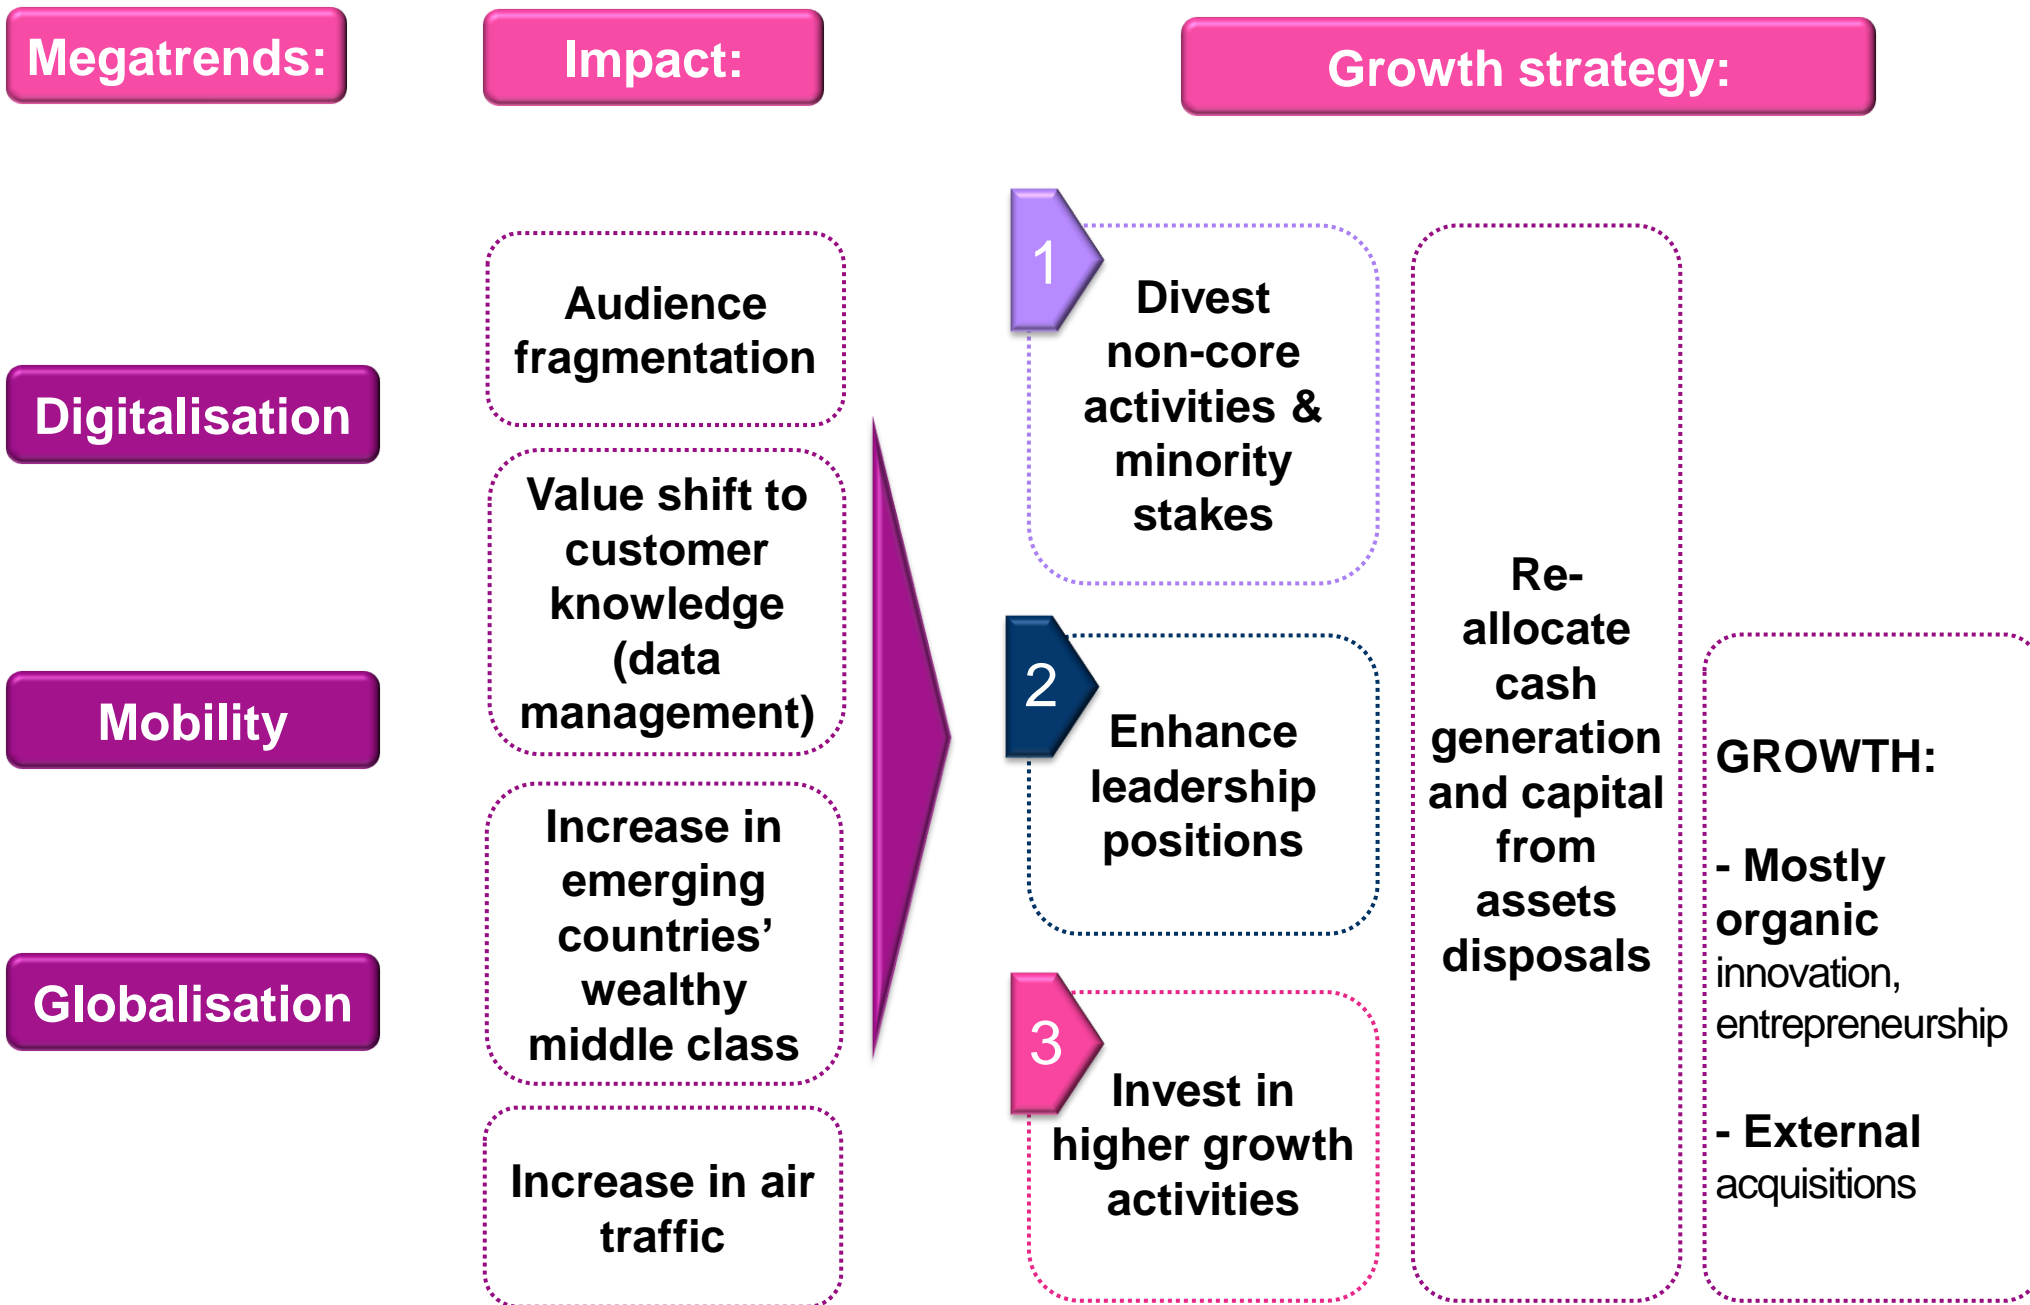 Megatrends:
Impact:
Growth strategy:
Digitalisation
Mobility
Globalisation
Audience
fragmentation
Value shift to
customer
knowledge
(data
management)
Increase in
emerging
countries’
wealthy
middle class
Increase in air
traffic
1
Divest
non-core
activities &
minority
stakes
2
Enhance
leadership
positions
3
Invest in
higher growth
activities
Re-
allocate
cash
generation
and capital
from
assets
disposals
GROWTH:
- Mostly
organic
innovation,
entrepreneurship
- External
acquisitions